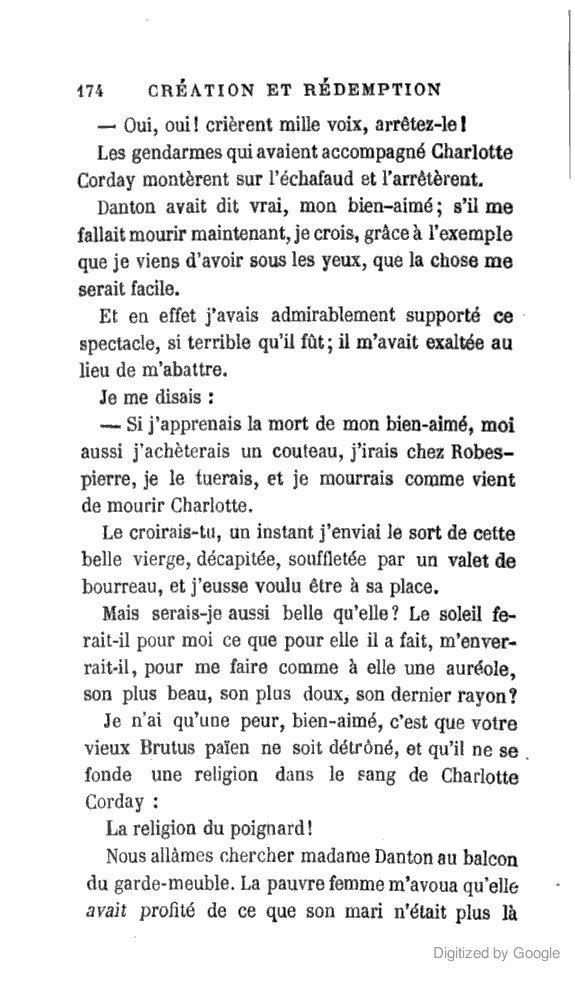 174 CRÉATION ET RÉDEMPTION
— Oui, oui! crièrent mille voix, arrêtez-le!
Les gendarmes qui avaient accompagné Charlotte
Corday montèrent sur l'échafaud et l'arrêtèrent.
Danton avait dit vrai, mon bien-aimé; s'il me
fallait mourir maintenant, je crois, grâce à l'exemple
que je viens d'avoir sous les yeux, que la chose me
serait facile.
Et en effet j'avais admirablement supporté ce
spectacle, si terrible qu'il fût; il m'avait exaltée au
lieu de m'abattre.
Je me disais :
— Si j'apprenais la mort de mon bien-aimé, moi
aussi j'achèterais un couteau, j'irais chez Robes-
pierre, je le tuerais, et je mourrais comme vient
de mourir Charlotte.
Le croirais-tu, un instant j'enviai le sort de cette
belle vierge, décapitée, souffletée par un valet de
bourreau, et j'eusse voulu être à sa place.
Mais serais-je aussi belle qu'elle? Le soleil fe-
rait-il pour moi ce que pour elle il a fait, m'enver-
rait-il, pour me faire comme à elle une auréole,
son plus beau, son plus doux, son dernier rayon?
Je n'ai qu'une peur, bien-aimé, c'est que votre
vieux Brutus païen ne soit détrôné, et qu'il ne se
fonde une religion dans le sang de Charlotte
Corday :
La religion du poignard!
Nous allâmes chercher madame Danton au balcon
du garde-meuble. La pauvre femme m'avoua qu'elle
avait profité de ce que son mari n'était plus là
Digitized by Google